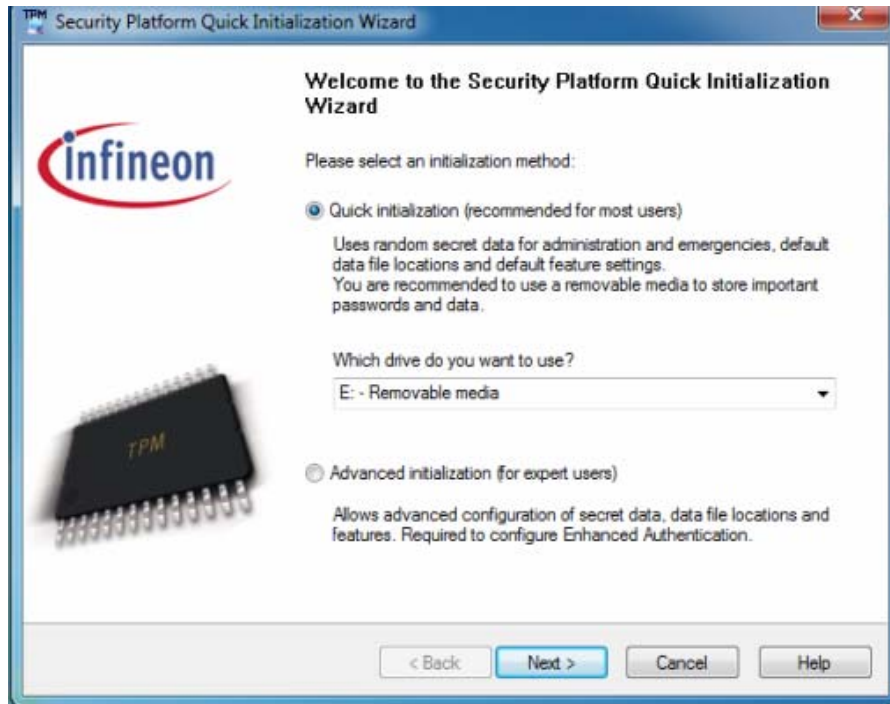 TPM
Security Platform Quick Initialization Wizard
Welcome to the Security Platform Quick Initialization
Wizard
infineon
Please select an initialization method:
Quick initialization (recommended for most users)
Uses random secret data for administration and emergencies, default
data file locations and default feature settings.
You are recommended to use a removable media to store important
passwords and data.
Which drive do you want to use?
E: - Removable media
TPM
Advanced initialization (for expert users)
Allows advanced configuration of secret data, data file locations and
features. Required to configure Enhanced Authentication.
< Back
Next >
Cancel
Help